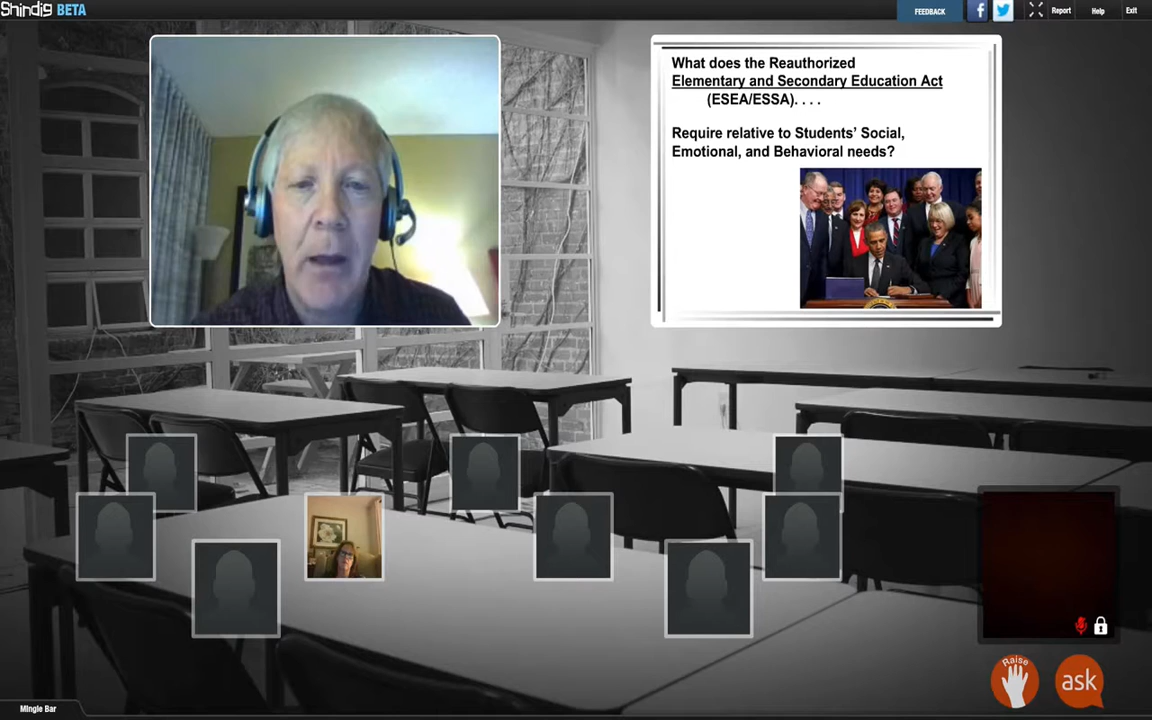 Shindig BETA
FEEDBACK
Report
Help
Exit
What does the Reauthorized
Elementary and Secondary Education Act
(ESEA/ESSA). . . .
Require relative to Students' Social,
Emotional, and Behavioral needs?
Raise
ask
Mingle Bar